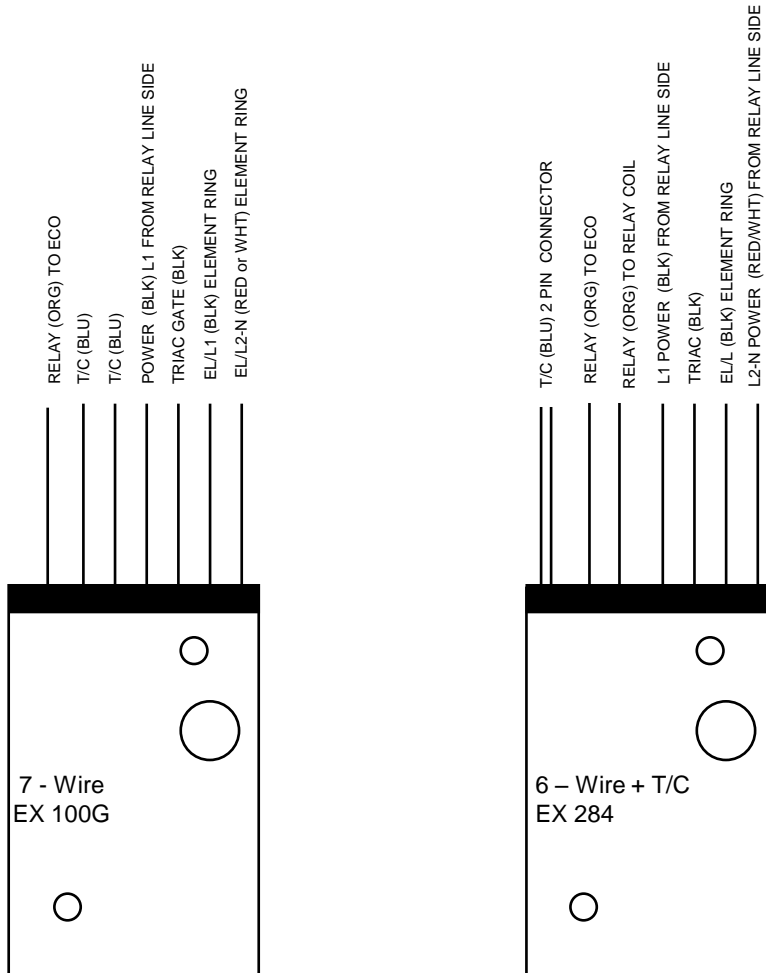 RELAY (ORG) TO ECO
T/C (BLU)
T/C (BLU)
POWER (BLK) L1 FROM RELAY LINE SIDE
TRIAC GATE (BLK)
EL/L1 (BLK) ELEMENT RING
EL/L2-N (RED or WHT) ELEMENT RING
7 - Wire
EX 100G
T/C (BLU) 2 PIN CONNECTOR
RELAY (ORG) TO ECO
RELAY (ORG) TO RELAY COIL
L1 POWER (BLK) FROM RELAY LINE SIDE
TRIAC (BLK)
EL/L (BLK) ELEMENT RING
L2-N POWER (RED/WHT) FROM RELAY LINE SIDE
6 – Wire + T/C
EX 284